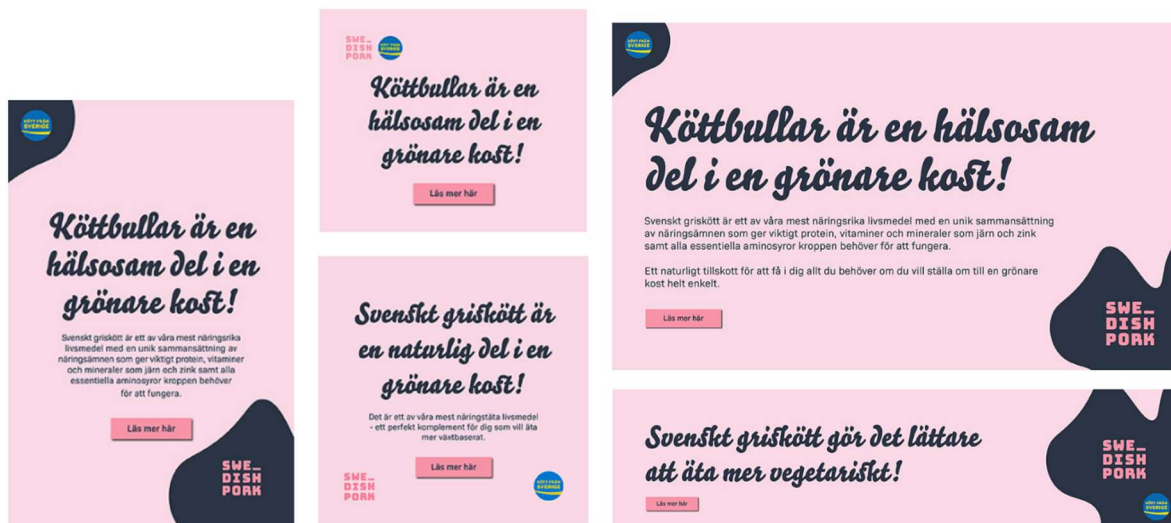 KÖTT FRÅN
SVERIGE
Köttbullar är en
hälsosam del i en
grönare kost!
Svenskt griskött är ett av våra mest näringsrika
livsmedel med en unik sammansättning av
näringsämnen som ger viktigt protein, vitaminer
och mineraler som järn och zink samt alla
essentiella aminosyror kroppen behöver
för att fungera.
Läs mer här
SWE_
DISH
PORK
SWE_
DISH
PORK
KÖTT FRÅN
SVERIGE
Köttbullar är en
hälsosam del i en
grönare kost!
Läs mer här
Svenskt griskött är
en naturlig del i en
grönare kost!
Det är ett av våra mest näringstäta livsmedel
- ett perfekt komplement för dig som vill äta
mer växtbaserat.
Läs mer här
SWE_
DISH
PORK
KÖTT FRÅN
SVERIGE
KÖTT FRÅN
SVERIGE
Köttbullar är en hälsosam
del i en grönare kost!
Svenskt griskött är ett av våra mest näringsrika livsmedel med en unik sammansättning
av näringsämnen som ger viktigt protein, vitaminer och mineraler som järn och zink
samt alla essentiella aminosyror kroppen behöver för att fungera.
Ett naturligt tillskott för att få i dig allt du behöver om du vill ställa om till en grönare
kost helt enkelt.
Läs mer här
SWE_
DISH
PORK
Svenskt griskött gör det lättare
att äta mer vegetariskt!
Läs mer här
SWE_
DISH
PORK
KÖTT FRÅN
SVERIGE